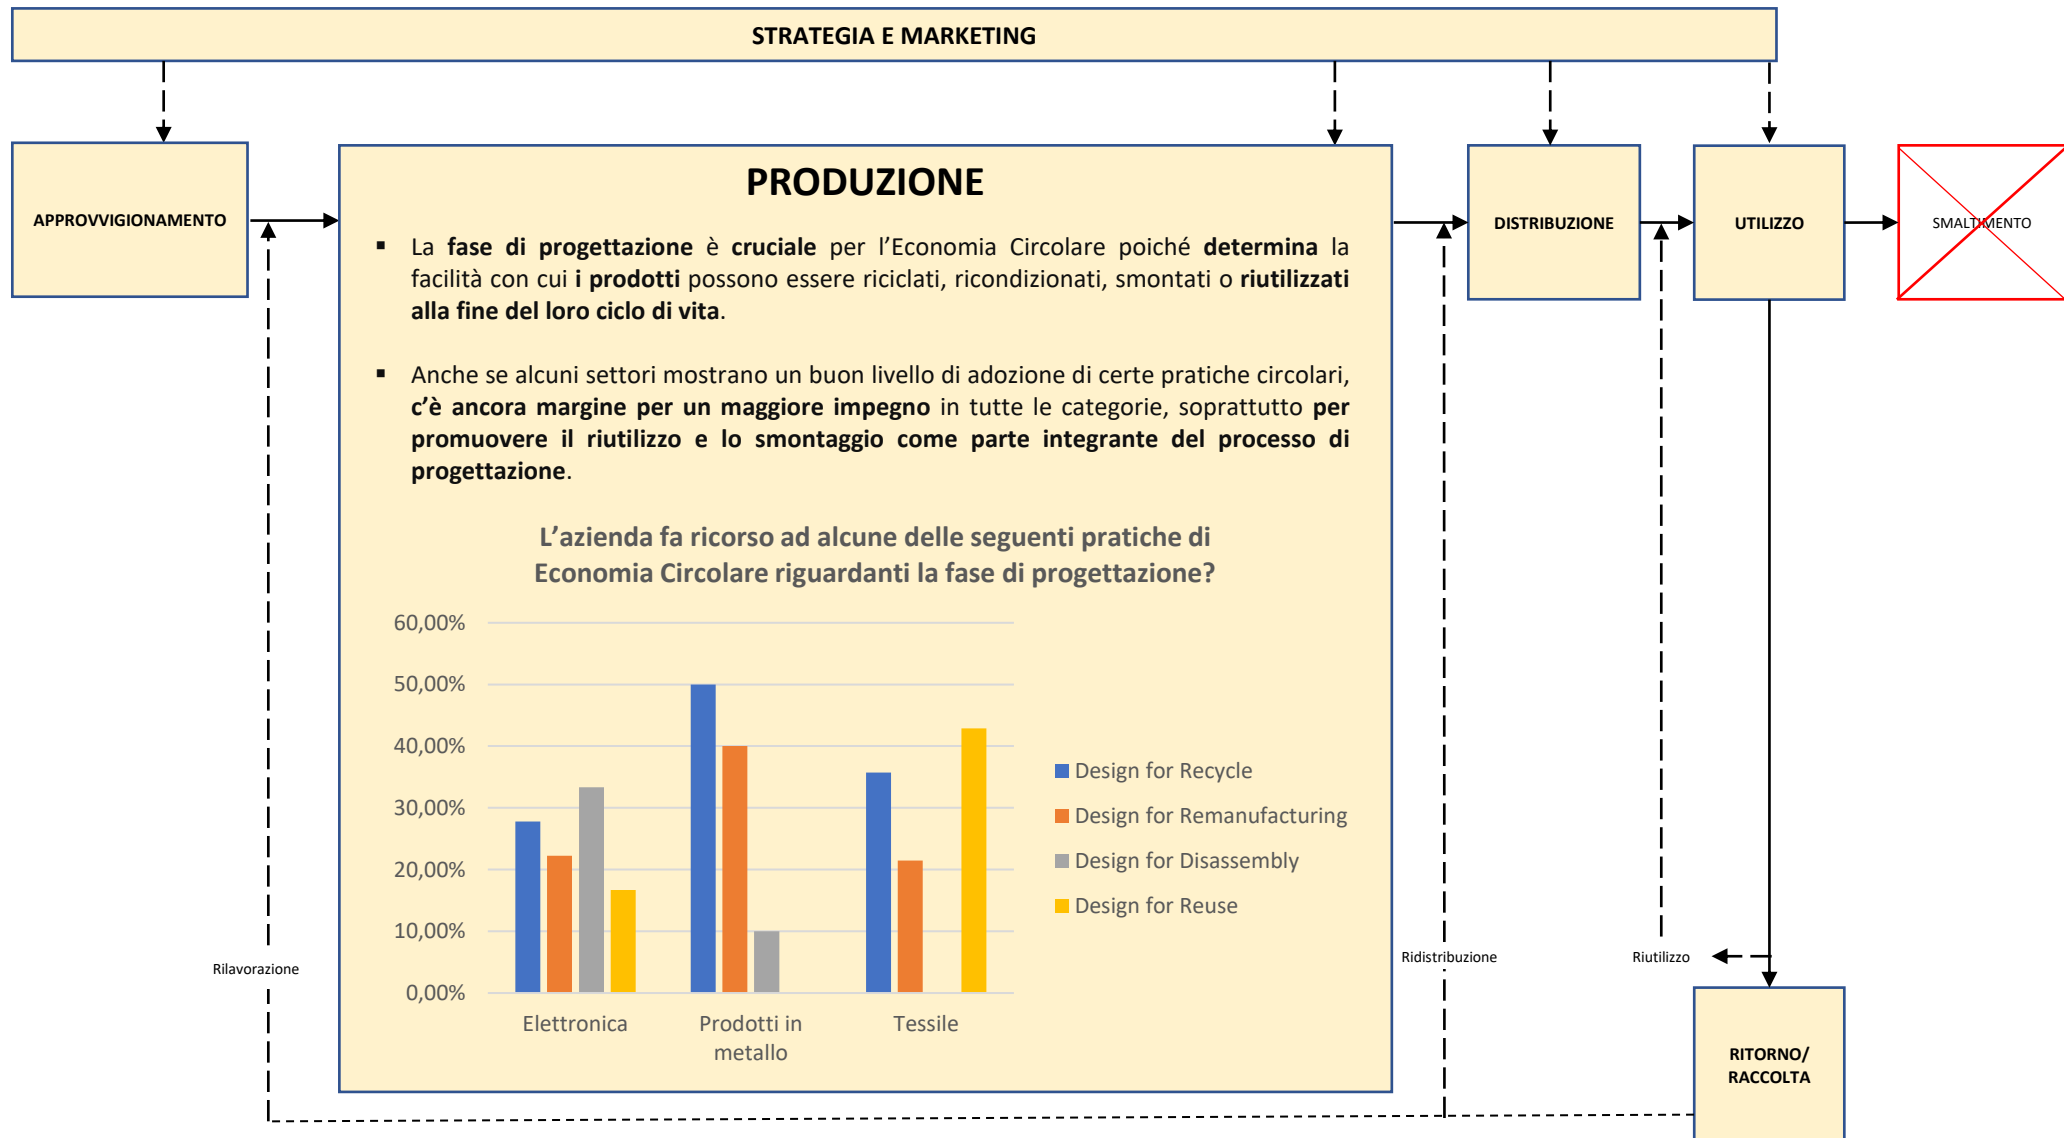 STRATEGIA E MARKETING
APPROVVIGIONAMENTO
PRODUZIONE
▪ La fase di progettazione è cruciale per l’Economia Circolare poiché determina la
facilità con cui i prodotti possono essere riciclati, ricondizionati, smontati o riutilizzati
alla fine del loro ciclo di vita.
▪ Anche se alcuni settori mostrano un buon livello di adozione di certe pratiche circolari,
c’è ancora margine per un maggiore impegno in tutte le categorie, soprattutto per
promuovere il riutilizzo e lo smontaggio come parte integrante del processo di
progettazione.
L’azienda fa ricorso ad alcune delle seguenti pratiche di
Economia Circolare riguardanti la fase di progettazione?
60,00%
50,00%
40,00%
30,00%
20,00%
10,00%
0,00%
Elettronica
Prodotti in
metallo
Tessile
Design for Recycle
Design for Remanufacturing
Design for Disassembly
Design for Reuse
DISTRIBUZIONE
UTILIZZO
SMALTIMENTO
Rilavorazione
Ridistribuzione
Riutilizzo
RITORNO/
RACCOLTA